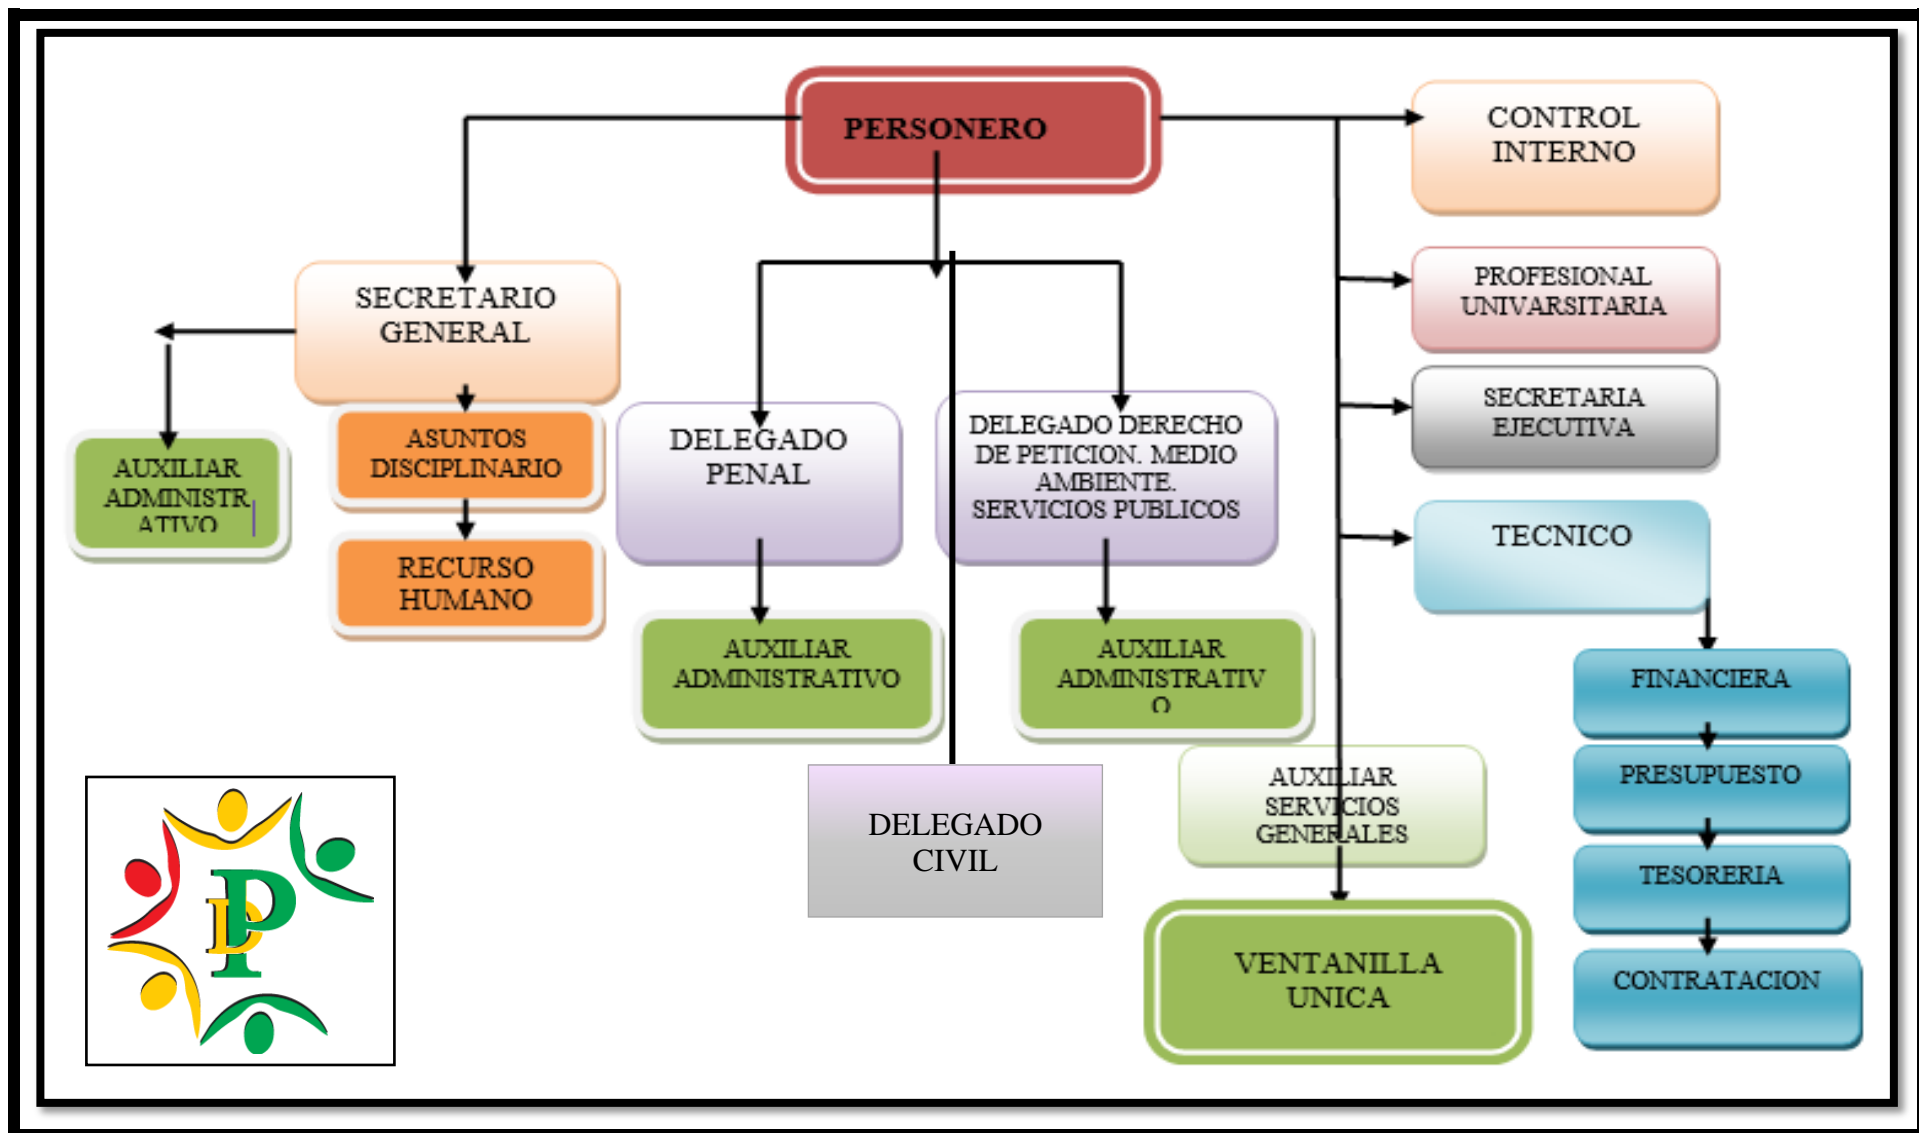 PERSONERO
CONTROL
INTERNO
SECRETARIO
GENERAL
PROFESIONAL
UNIVARSITARIA
SECRETARIA
EJECUTIVA
AUXILIAR
ADMINISTR
ATIVO
ASUNTOS
DISCIPLINARIO
RECURSO
HUMANO
DELEGADO
PENAL
DELEGADO DERECHO
DE PETICION. MEDIO
AMBIENTE.
SERVICIOS PUBLICOS
TECNICO
AUXILIAR
ADMINISTRATIVO
AUXILIAR
ADMINISTRATIV
O
FINANCIERA
PRESUPUESTO
TESORERIA
CONTRATACION
DELEGADO
CIVIL
AUXILIAR
SERVICIOS
GENERALES
VENTANILLA
UNICA
DP